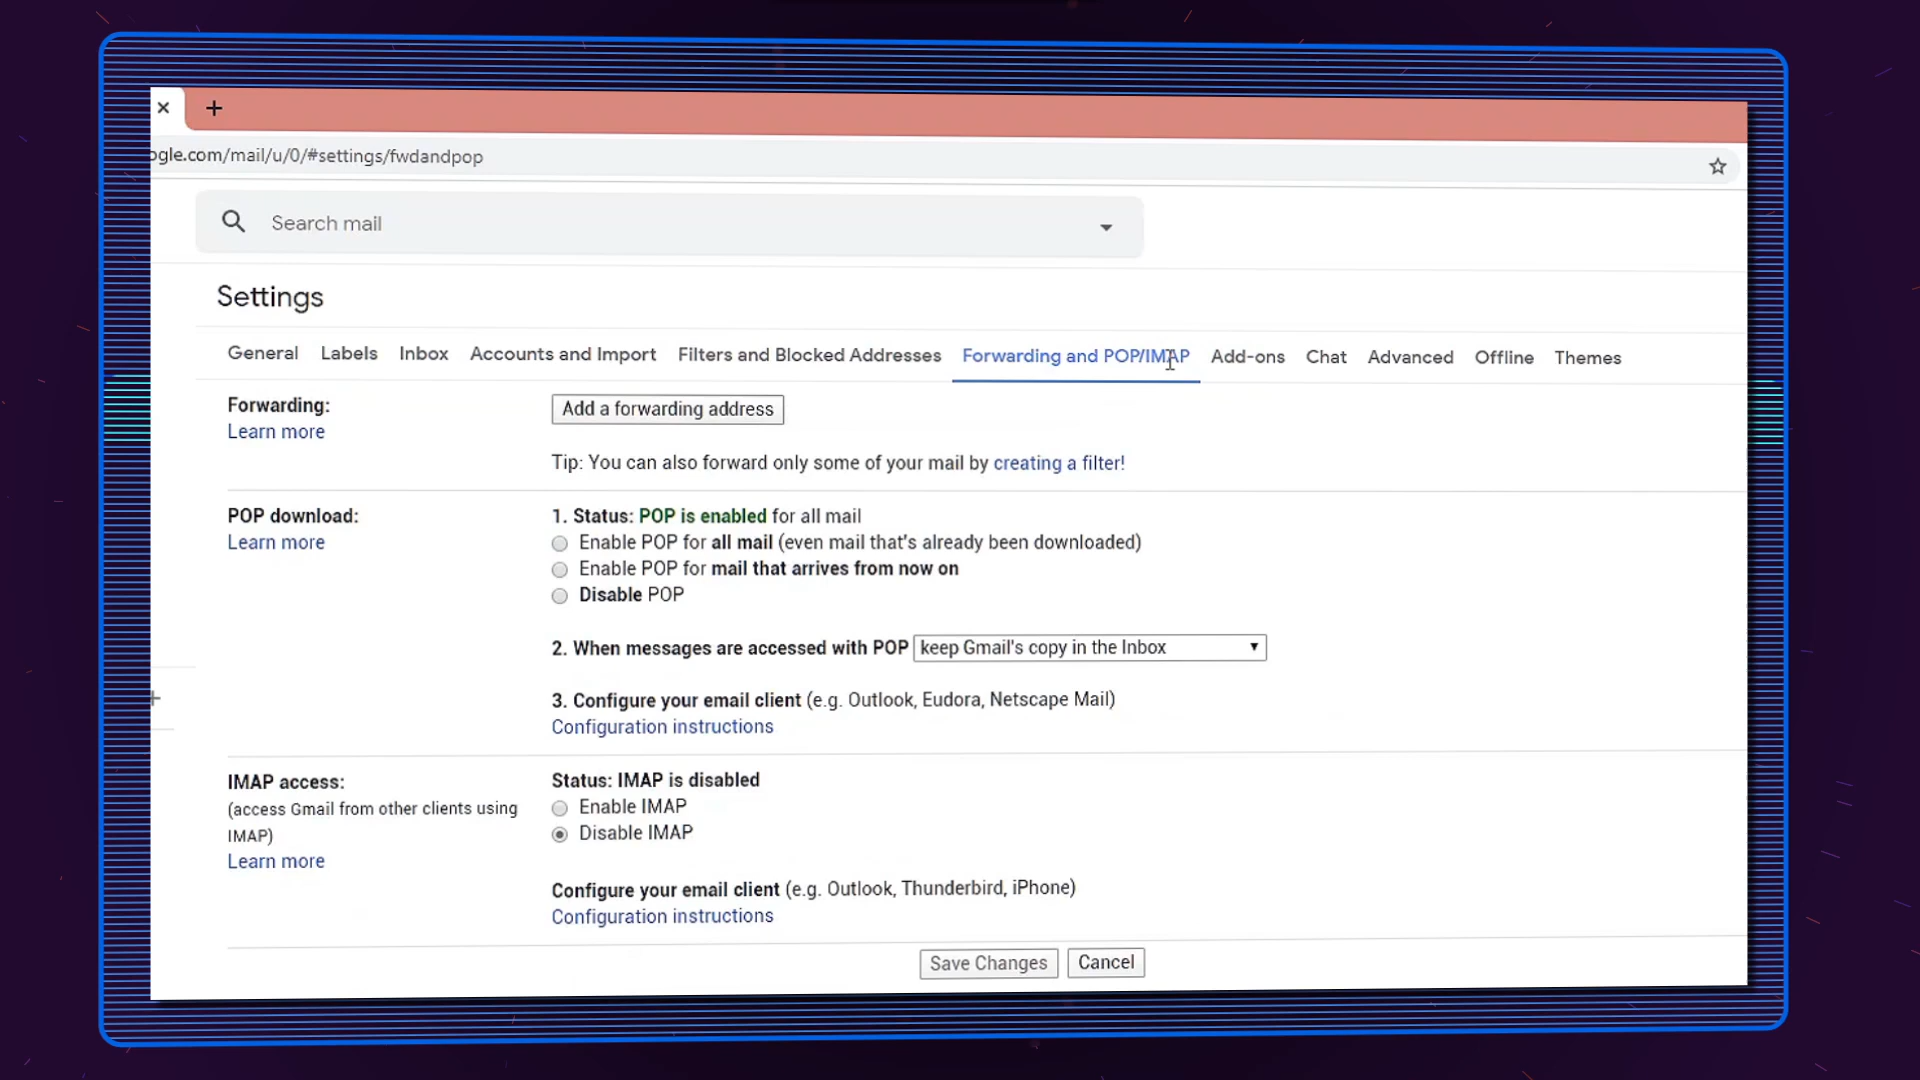 ogle.com/mail/u/0/#settings/fwdandpop
Search mail
Settings
General Labels Inbox Accounts and Import Filters and Blocked Addresses Forwarding and POP/IMAP Add-ons Chat Advanced Offline Themes
Forwarding:
Learn more
Add a forwarding address
Tip: You can also forward only some of your mail by creating a filter!
POP download:
Learn more
1. Status: POP is enabled for all mail
Enable POP for all mail (even mail that's already been downloaded)
Enable POP for mail that arrives from now on
Disable POP
2. When messages are accessed with POP keep Gmail's copy in the Inbox
3. Configure your email client (e.g. Outlook, Eudora, Netscape Mail)
Configuration instructions
IMAP access:
(access Gmail from other clients using
IMAP)
Learn more
Status: IMAP is disabled
Enable IMAP
Disable IMAP
Configure your email client (e.g. Outlook, Thunderbird, iPhone)
Configuration instructions
Save Changes Cancel